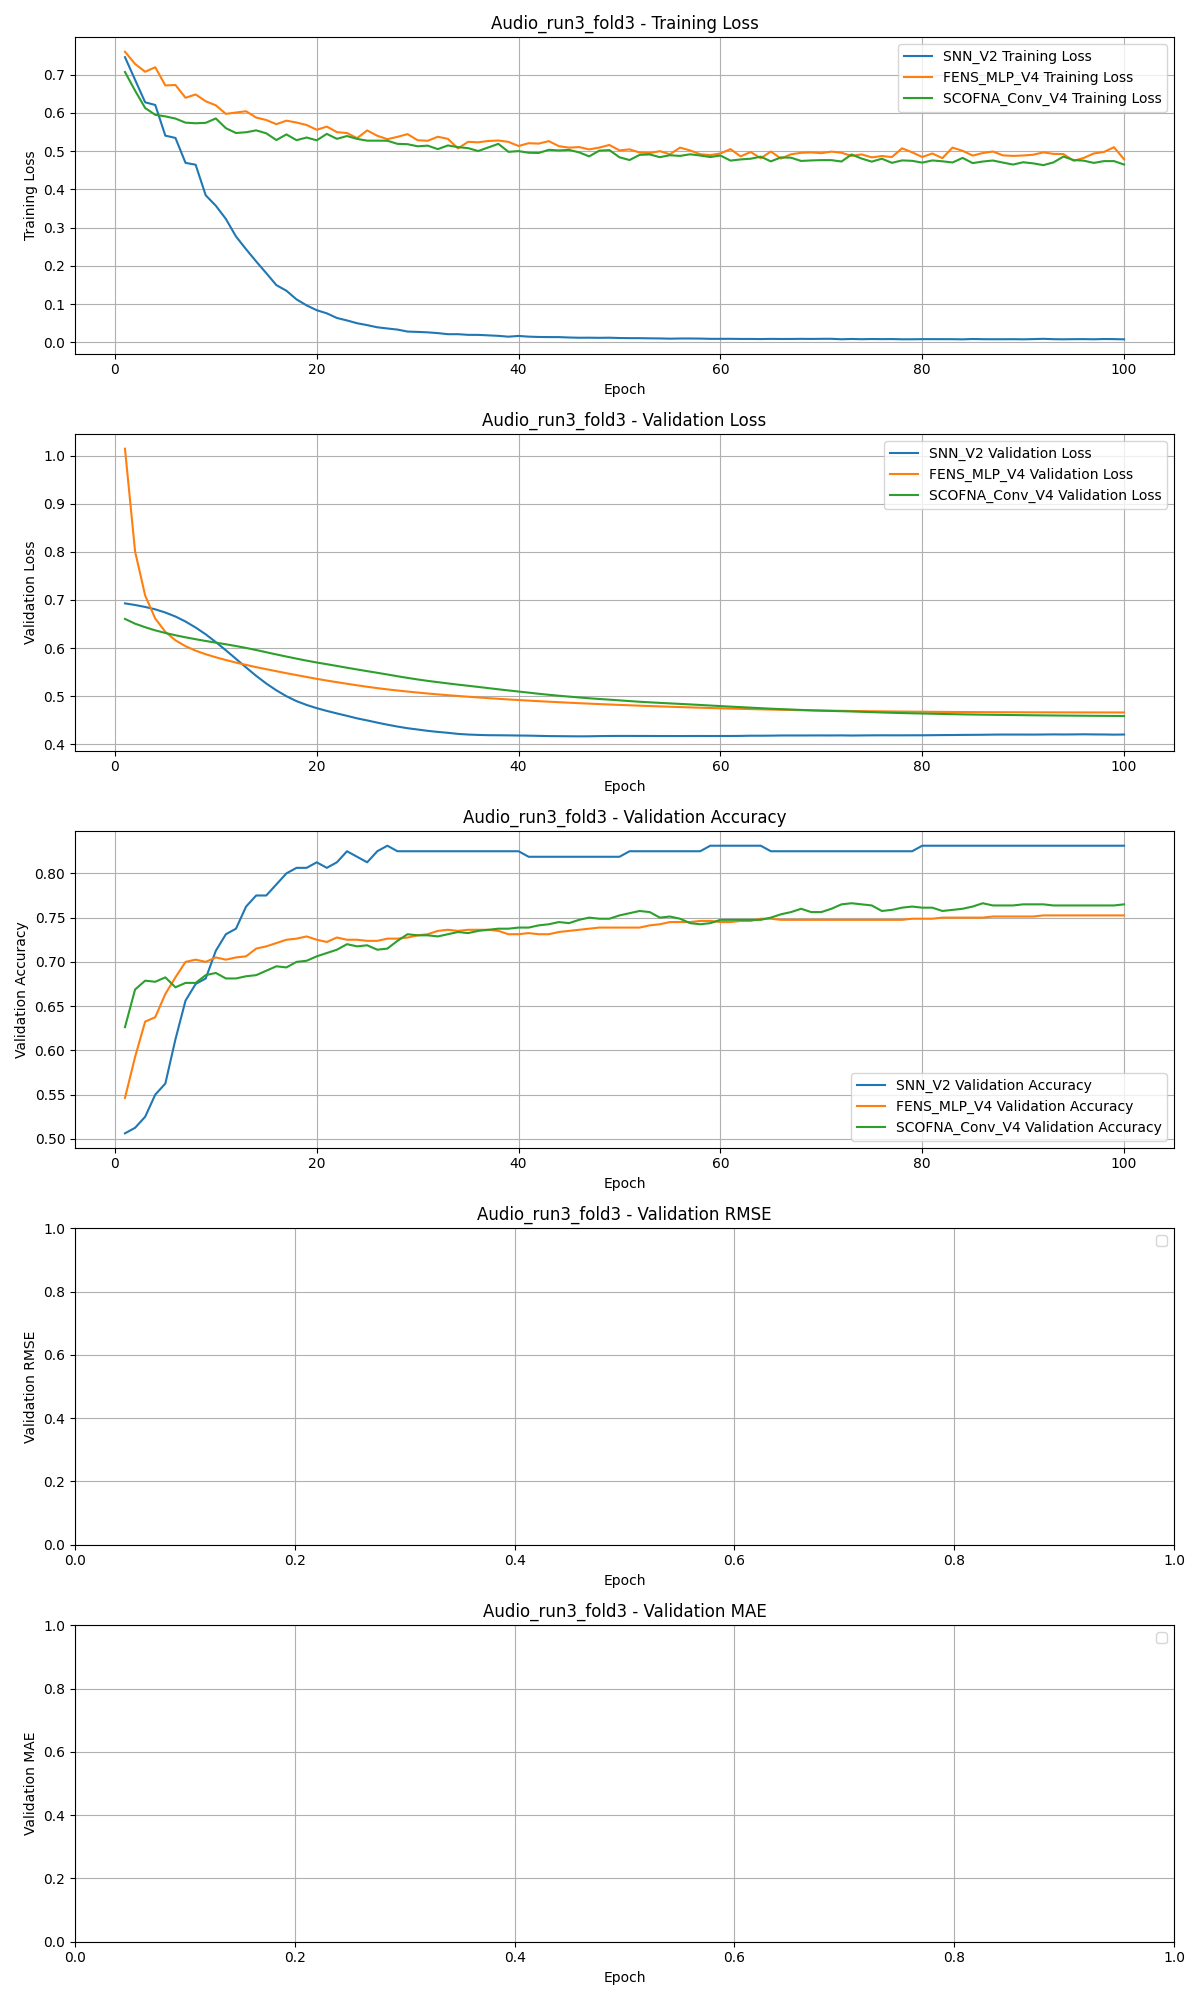 Audio_run3_fold3 - Training Loss
SNN_V2 Training Loss
FENS_MLP_V4 Training Loss
SCOFNA_Conv_V4 Training Loss
Training Loss
0.7
0.6
0.5
0.4
0.3
0.2
0.1
0.0
0 20 40 60 80 100
Epoch
Audio_run3_fold3 - Validation Loss
SNN_V2 Validation Loss
FENS_MLP_V4 Validation Loss
SCOFNA_Conv_V4 Validation Loss
Validation Loss
1.0
0.9
0.8
0.7
0.6
0.5
0.4
0 20 40 60 80 100
Epoch
Audio_run3_fold3 - Validation Accuracy
Validation Accuracy
0.80
0.75
0.70
0.65
0.60
0.55
0.50
SNN_V2 Validation Accuracy
FENS_MLP_V4 Validation Accuracy
SCOFNA_Conv_V4 Validation Accuracy
0 20 40 60 80 100
Epoch
Audio_run3_fold3 - Validation RMSE
Validation RMSE
1.0
0.8
0.6
0.4
0.2
0.0
0.0 0.2 0.4 0.6 0.8 1.0
Epoch
Audio_run3_fold3 - Validation MAE
Validation MAE
1.0
0.8
0.6
0.4
0.2
0.0
0.0 0.2 0.4 0.6 0.8 1.0
Epoch